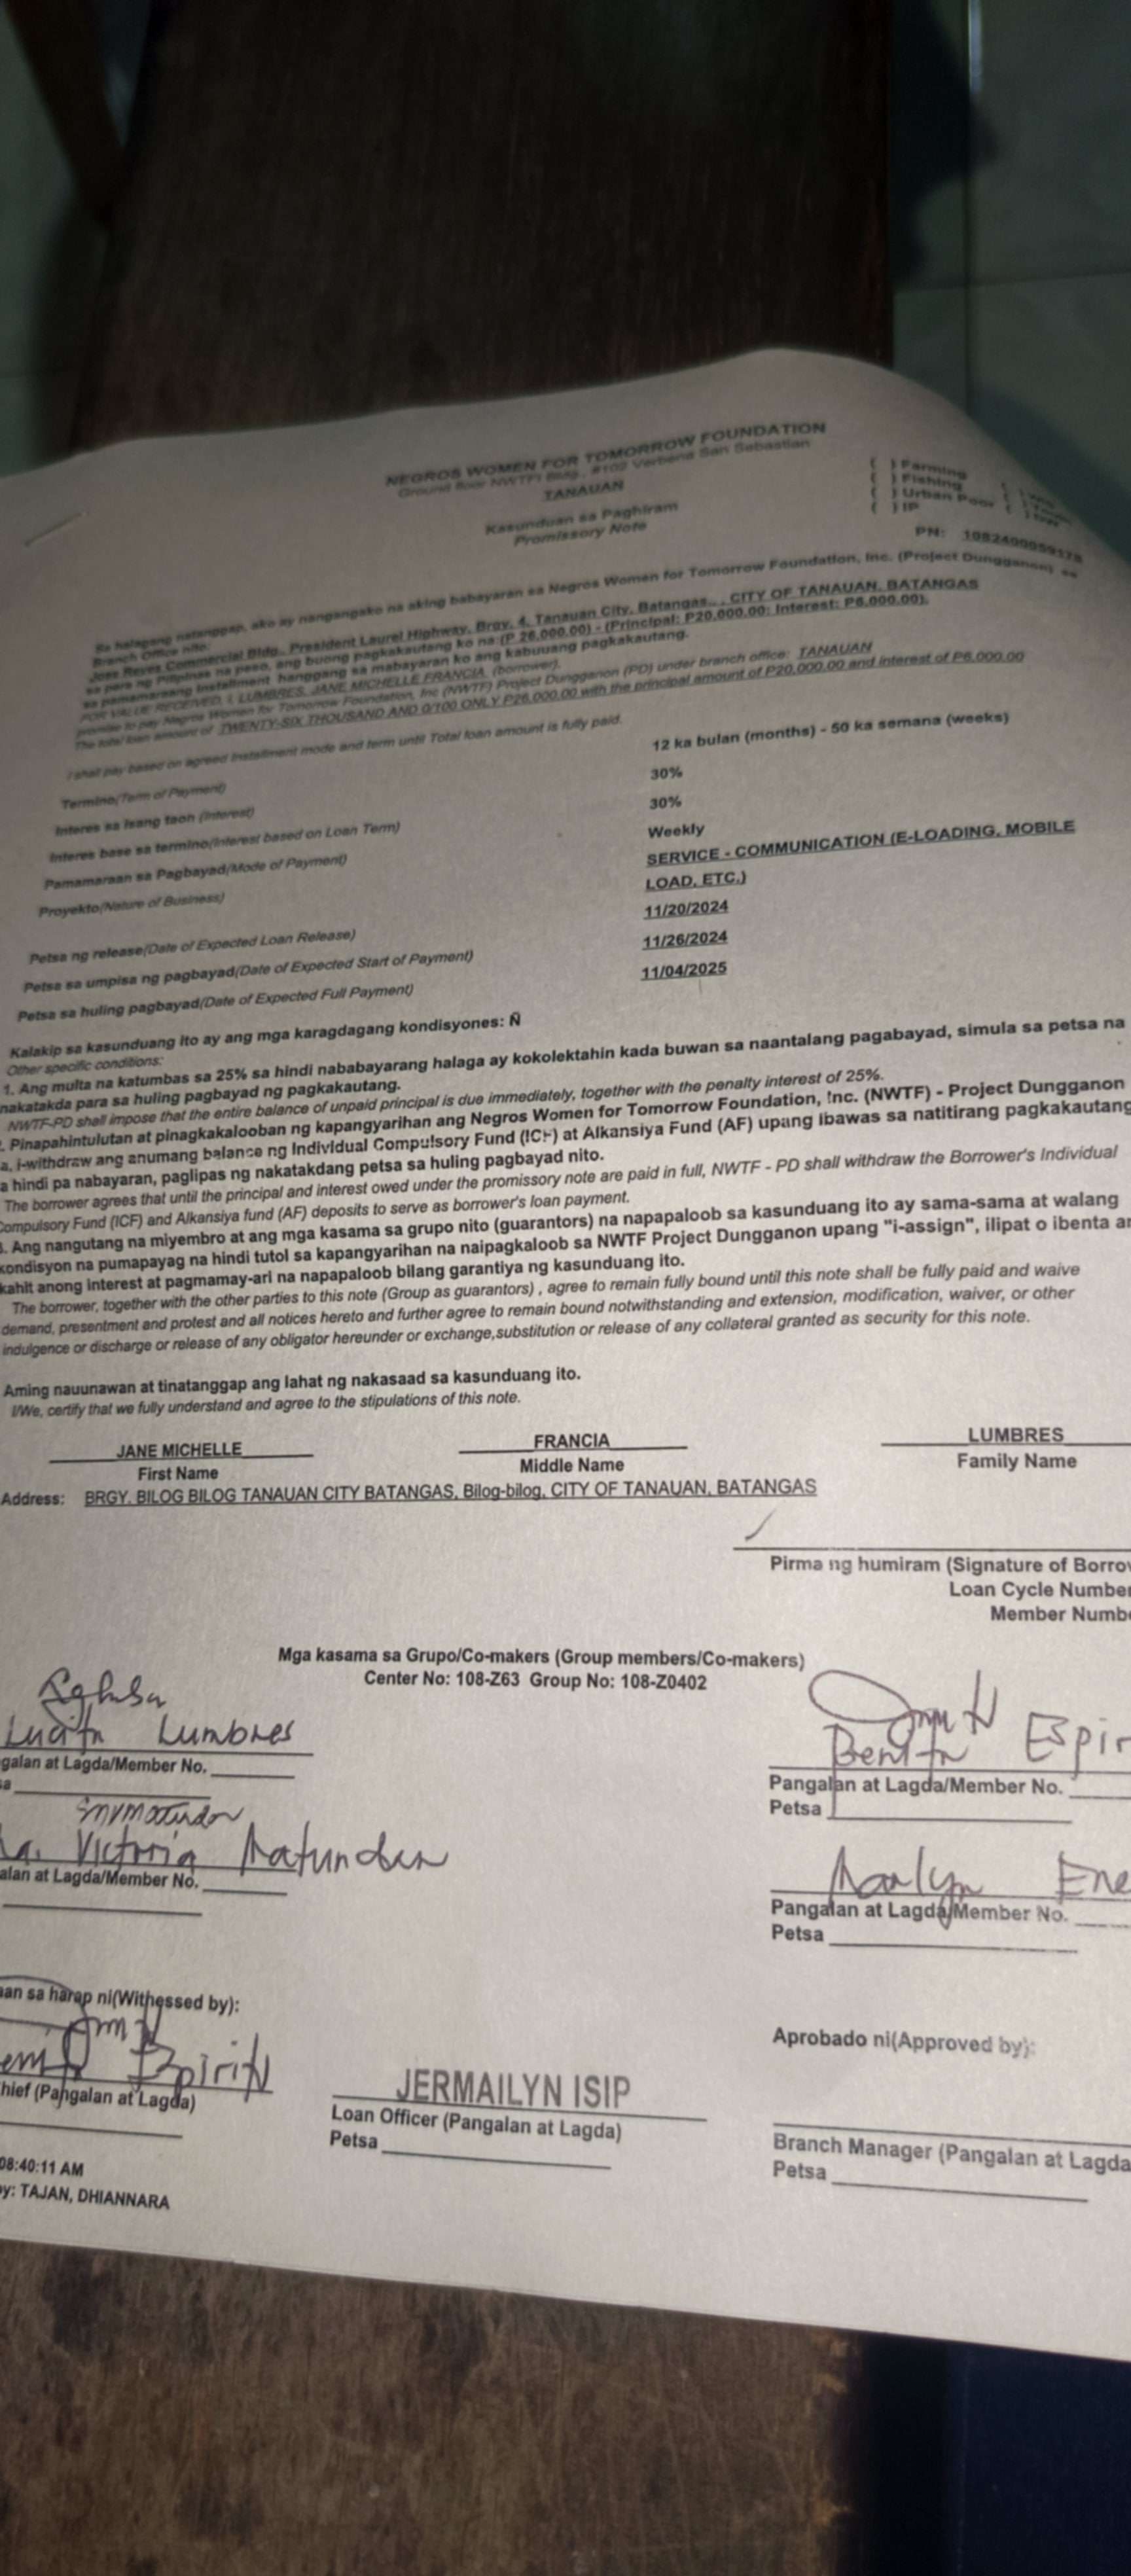 NEGROS WOMEN FOR TOMORROW FOUNDATION
Ground floor NWTF Bldg., #102 Verbena San Sebastian
TANAUAN
Kasunduan sa Paghiram
Promissory Note
( ) Farming
( ) Fishing
( ) Urban Poor ( )
( ) IP ( )
PN:
Sa halagang natanggap, ako ay nangangako na aking babayaran sa Negros Women for Tomorrow Foundation, Inc. (Project Dungganon) sa
Branch Office nito:
Jose Reyes Commercial Bldg., President Laurel Highway, Brgy. 4, Tanauan City, Batangas., , CITY OF TANAUAN, BATANGAS
sa pera ng Pilipinas na peso, ang buong pagkakautang ko na (P 26,000.00) - (Principal: P20,000.00; Interest: P6,000.00).
sa pamamaraang installment hanggang sa mabayaran ko ang kabuuang pagkakautang.
FOR VALUE RECEIVED, I, LUMBRES, JANE MICHELLE FRANCIA, (borrower),
promise to pay Negros Women for Tomorrow Foundation, Inc (NWTF) Project Dungganon (PD) under branch office: TANAUAN
The total loan amount of TWENTY-SIX THOUSAND AND 0/100 ONLY P26,000.00 with the principal amount of P20,000.00 and interest of P6,000.00
I shall pay based on agreed Installment mode and term until Total loan amount is fully paid.
Termino(Term of Payment) 12 ka bulan (months) - 50 ka semana (weeks)
Interes sa isang taon (Interest) 30%
Interes base sa termino(Interest based on Loan Term) 30%
Pamamaraan sa Pagbayad(Mode of Payment) Weekly
Proyekto(Nature of Business) SERVICE - COMMUNICATION (E-LOADING, MOBILE
LOAD, ETC.)
Petsa ng release(Date of Expected Loan Release) 11/20/2024
Petsa sa umpisa ng pagbayad(Date of Expected Start of Payment) 11/26/2024
Petsa sa huling pagbayad(Date of Expected Full Payment) 11/04/2025
Kalakip sa kasunduang ito ay ang mga karagdagang kondisyones: Ñ
Other specific conditions:
1. Ang multa na katumbas sa 25% sa hindi nababayarang halaga ay kokolektahin kada buwan sa naantalang pagabayad, simula sa petsa na
nakatakda para sa huling pagbayad ng pagkakautang.
NWTF-PD shall impose that the entire balance of unpaid principal is due immediately, together with the penalty interest of 25%.
. Pinapahintulutan at pinagkakalooban ng kapangyarihan ang Negros Women for Tomorrow Foundation, Inc. (NWTF) - Project Dungganon
a, i-withdraw ang anumang balance ng Individual Compulsory Fund (ICF) at Alkansiya Fund (AF) upang ibawas sa natitirang pagkakautang
a hindi pa nabayaran, paglipas ng nakatakdang petsa sa huling pagbayad nito.
The borrower agrees that until the principal and interest owed under the promissory note are paid in full, NWTF - PD shall withdraw the Borrower's Individual
Compulsory Fund (ICF) and Alkansiya fund (AF) deposits to serve as borrower's loan payment.
. Ang nangutang na miyembro at ang mga kasama sa grupo nito (guarantors) na napapaloob sa kasunduang ito ay sama-sama at walang
kondisyon na pumapayag na hindi tutol sa kapangyarihan na naipagkaloob sa NWTF Project Dungganon upang "i-assign", ilipat o ibenta an
kahit anong interest at pagmamay-ari na napapaloob bilang garantiya ng kasunduang ito.
The borrower, together with the other parties to this note (Group as guarantors) , agree to remain fully bound until this note shall be fully paid and waive
demand, presentment and protest and all notices hereto and further agree to remain bound notwithstanding and extension, modification, waiver, or other
indulgence or discharge or release of any obligator hereunder or exchange,substitution or release of any collateral granted as security for this note.
Aming nauunawan at tinatanggap ang lahat ng nakasaad sa kasunduang ito.
I/We, certify that we fully understand and agree to the stipulations of this note.
JANE MICHELLE FRANCIA LUMBRES
First Name Middle Name Family Name
Address: BRGY. BILOG BILOG TANAUAN CITY BATANGAS, Bilog-bilog, CITY OF TANAUAN, BATANGAS
Pirma ng humiram (Signature of Borrow
Loan Cycle Number
Member Numbe
Mga kasama sa Grupo/Co-makers (Group members/Co-makers)
Center No: 108-Z63 Group No: 108-Z0402
Lucita Lumbres Benita Espir
galan at Lagda/Member No. Pangalan at Lagda/Member No.
sa Petsa
Ma. Victoria Matundan Marlyn Ene
alan at Lagda/Member No. Pangalan at Lagda/Member No.
Petsa
aan sa harap ni(Witnessed by): Aprobado ni(Approved by):
Espiritu
JERMAILYN ISIP
hief (Pangalan at Lagda) Loan Officer (Pangalan at Lagda) Branch Manager (Pangalan at Lagda
Petsa Petsa
08:40:11 AM
by: TAJAN, DHIANNARA